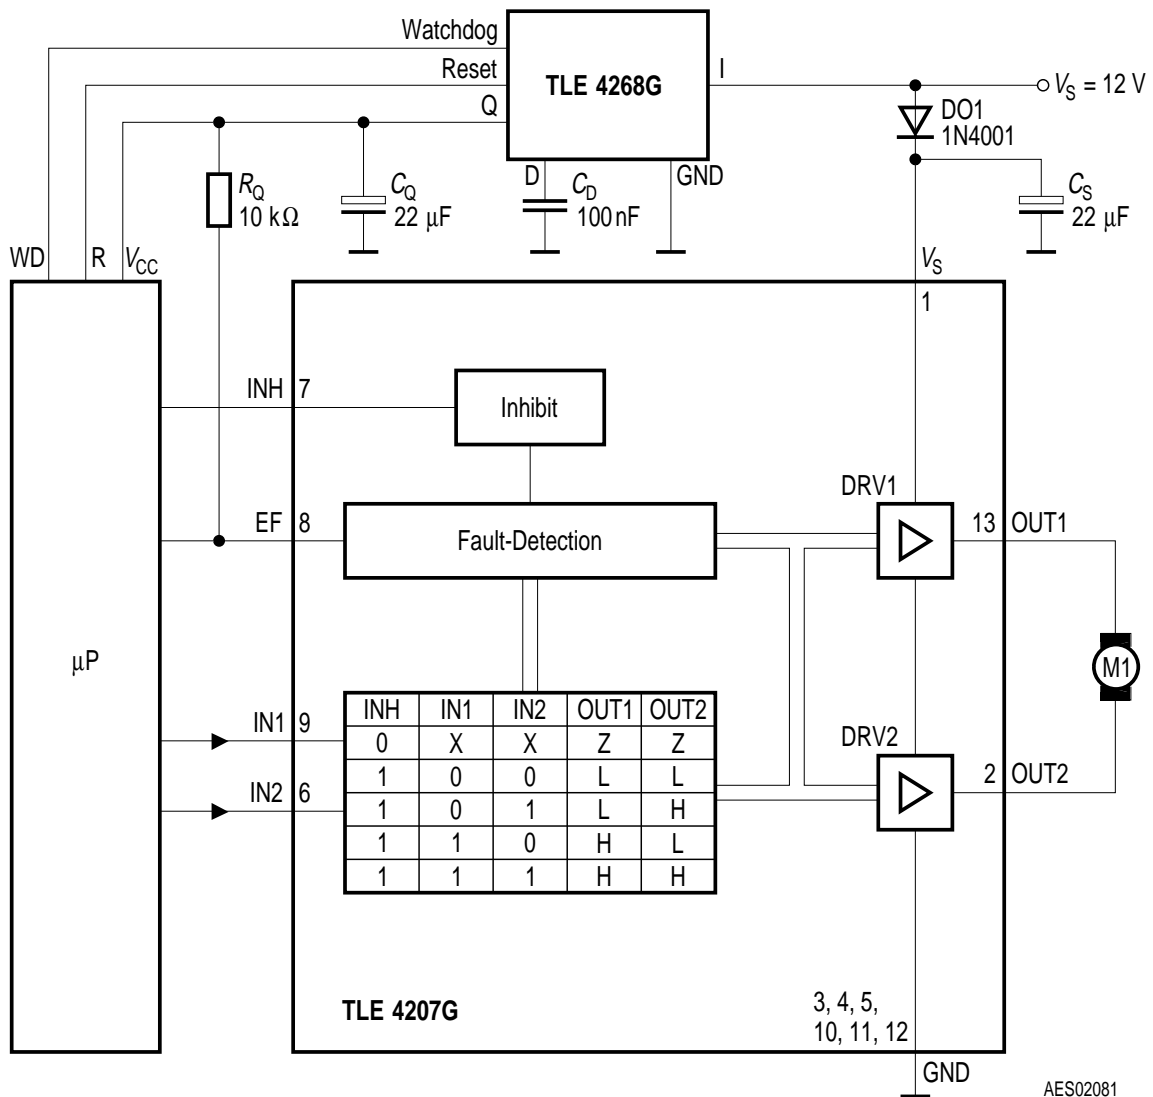 Watchdog
Reset
Q
TLE 4268G
I
V_S = 12 V
DO1
1N4001
D
C_D
100 nF
GND
R_Q
10 kΩ
C_Q
22 µF
C_S
22 µF
WD R V_CC
V_S
1
INH 7
Inhibit
EF 8
Fault-Detection
DRV1
13 OUT1
µP
M1
IN1 9
IN2 6
INH IN1 IN2 OUT1 OUT2
0 X X Z Z
1 0 0 L L
1 0 1 L H
1 1 0 H L
1 1 1 H H
DRV2
2 OUT2
TLE 4207G
3, 4, 5,
10, 11, 12
GND
AES02081